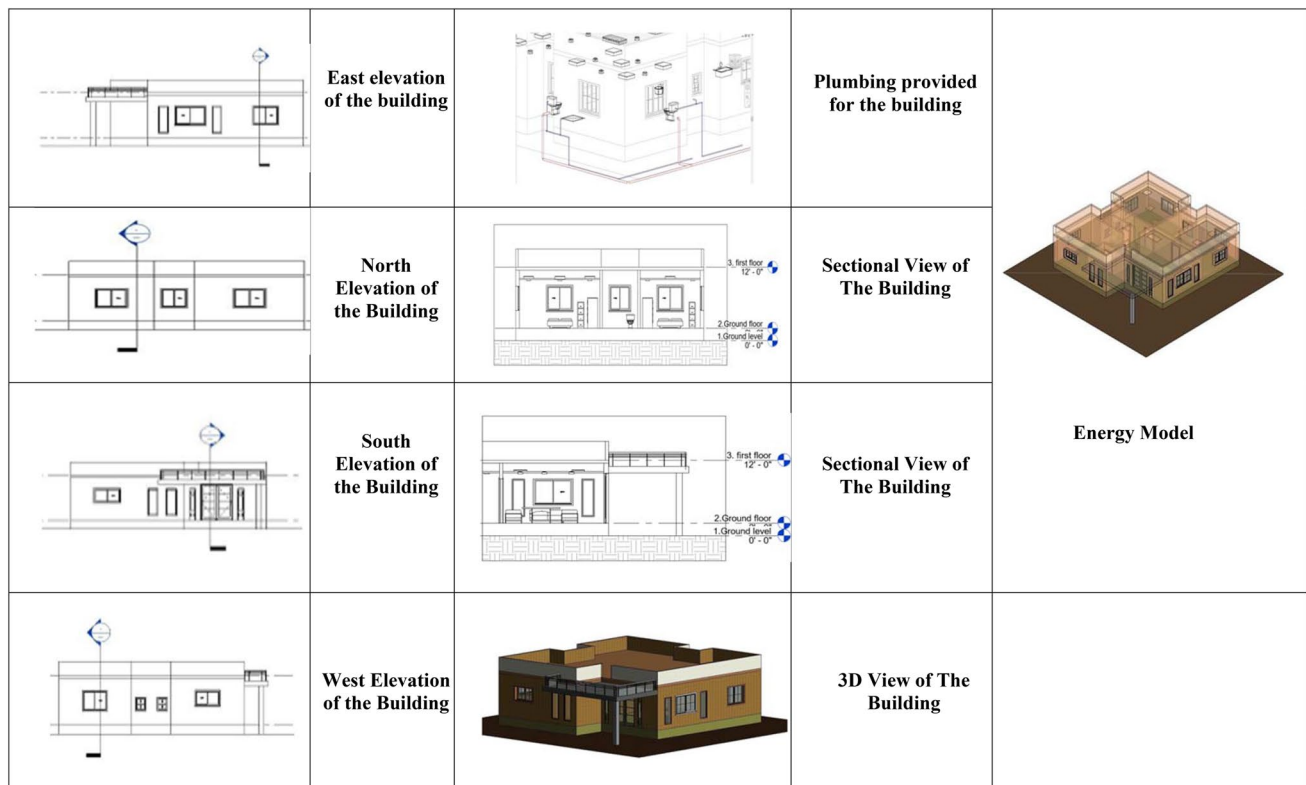 East elevation
of the building
Plumbing provided
for the building
North
Elevation of
the Building
3. first floor
12' - 0"
2.Ground floor
1.Ground level
0' - 0"
Sectional View of
The Building
South
Elevation of
the Building
3. first floor
12' - 0"
2.Ground floor
1.Ground level
0' - 0"
Sectional View of
The Building
Energy Model
West Elevation
of the Building
3D View of The
Building